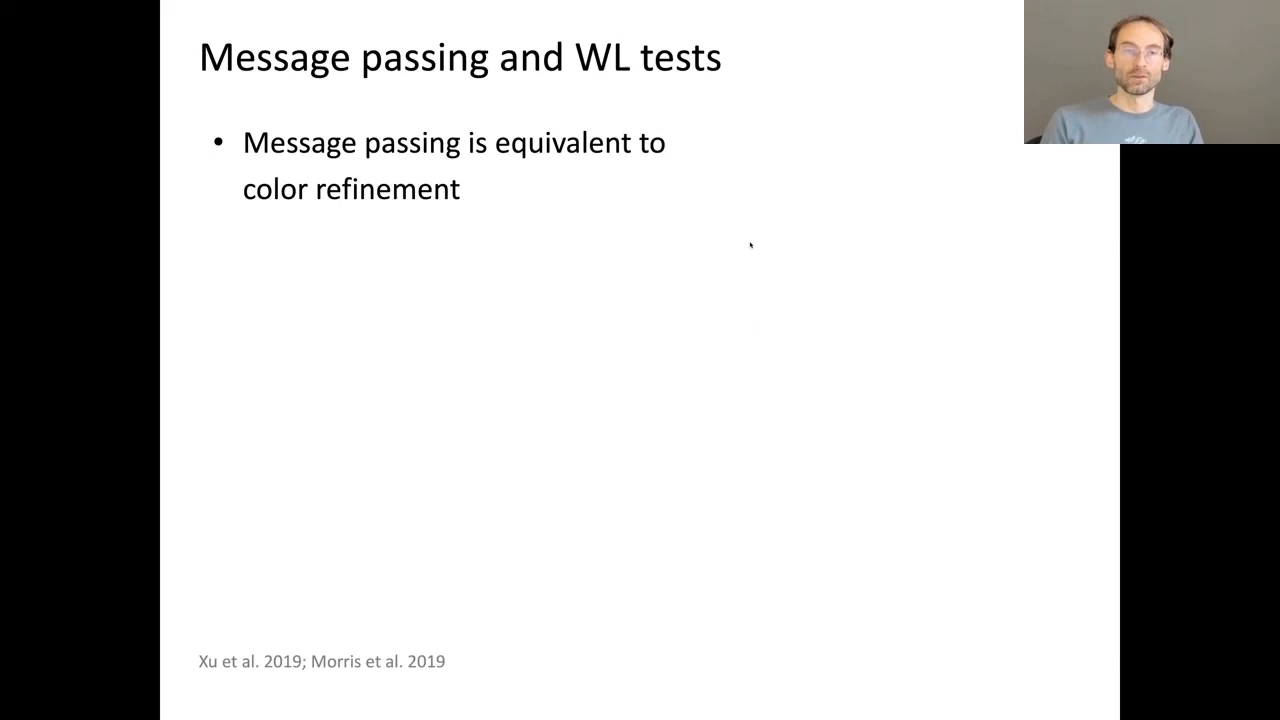 Message passing and WL tests
• Message passing is equivalent to
color refinement
Xu et al. 2019; Morris et al. 2019